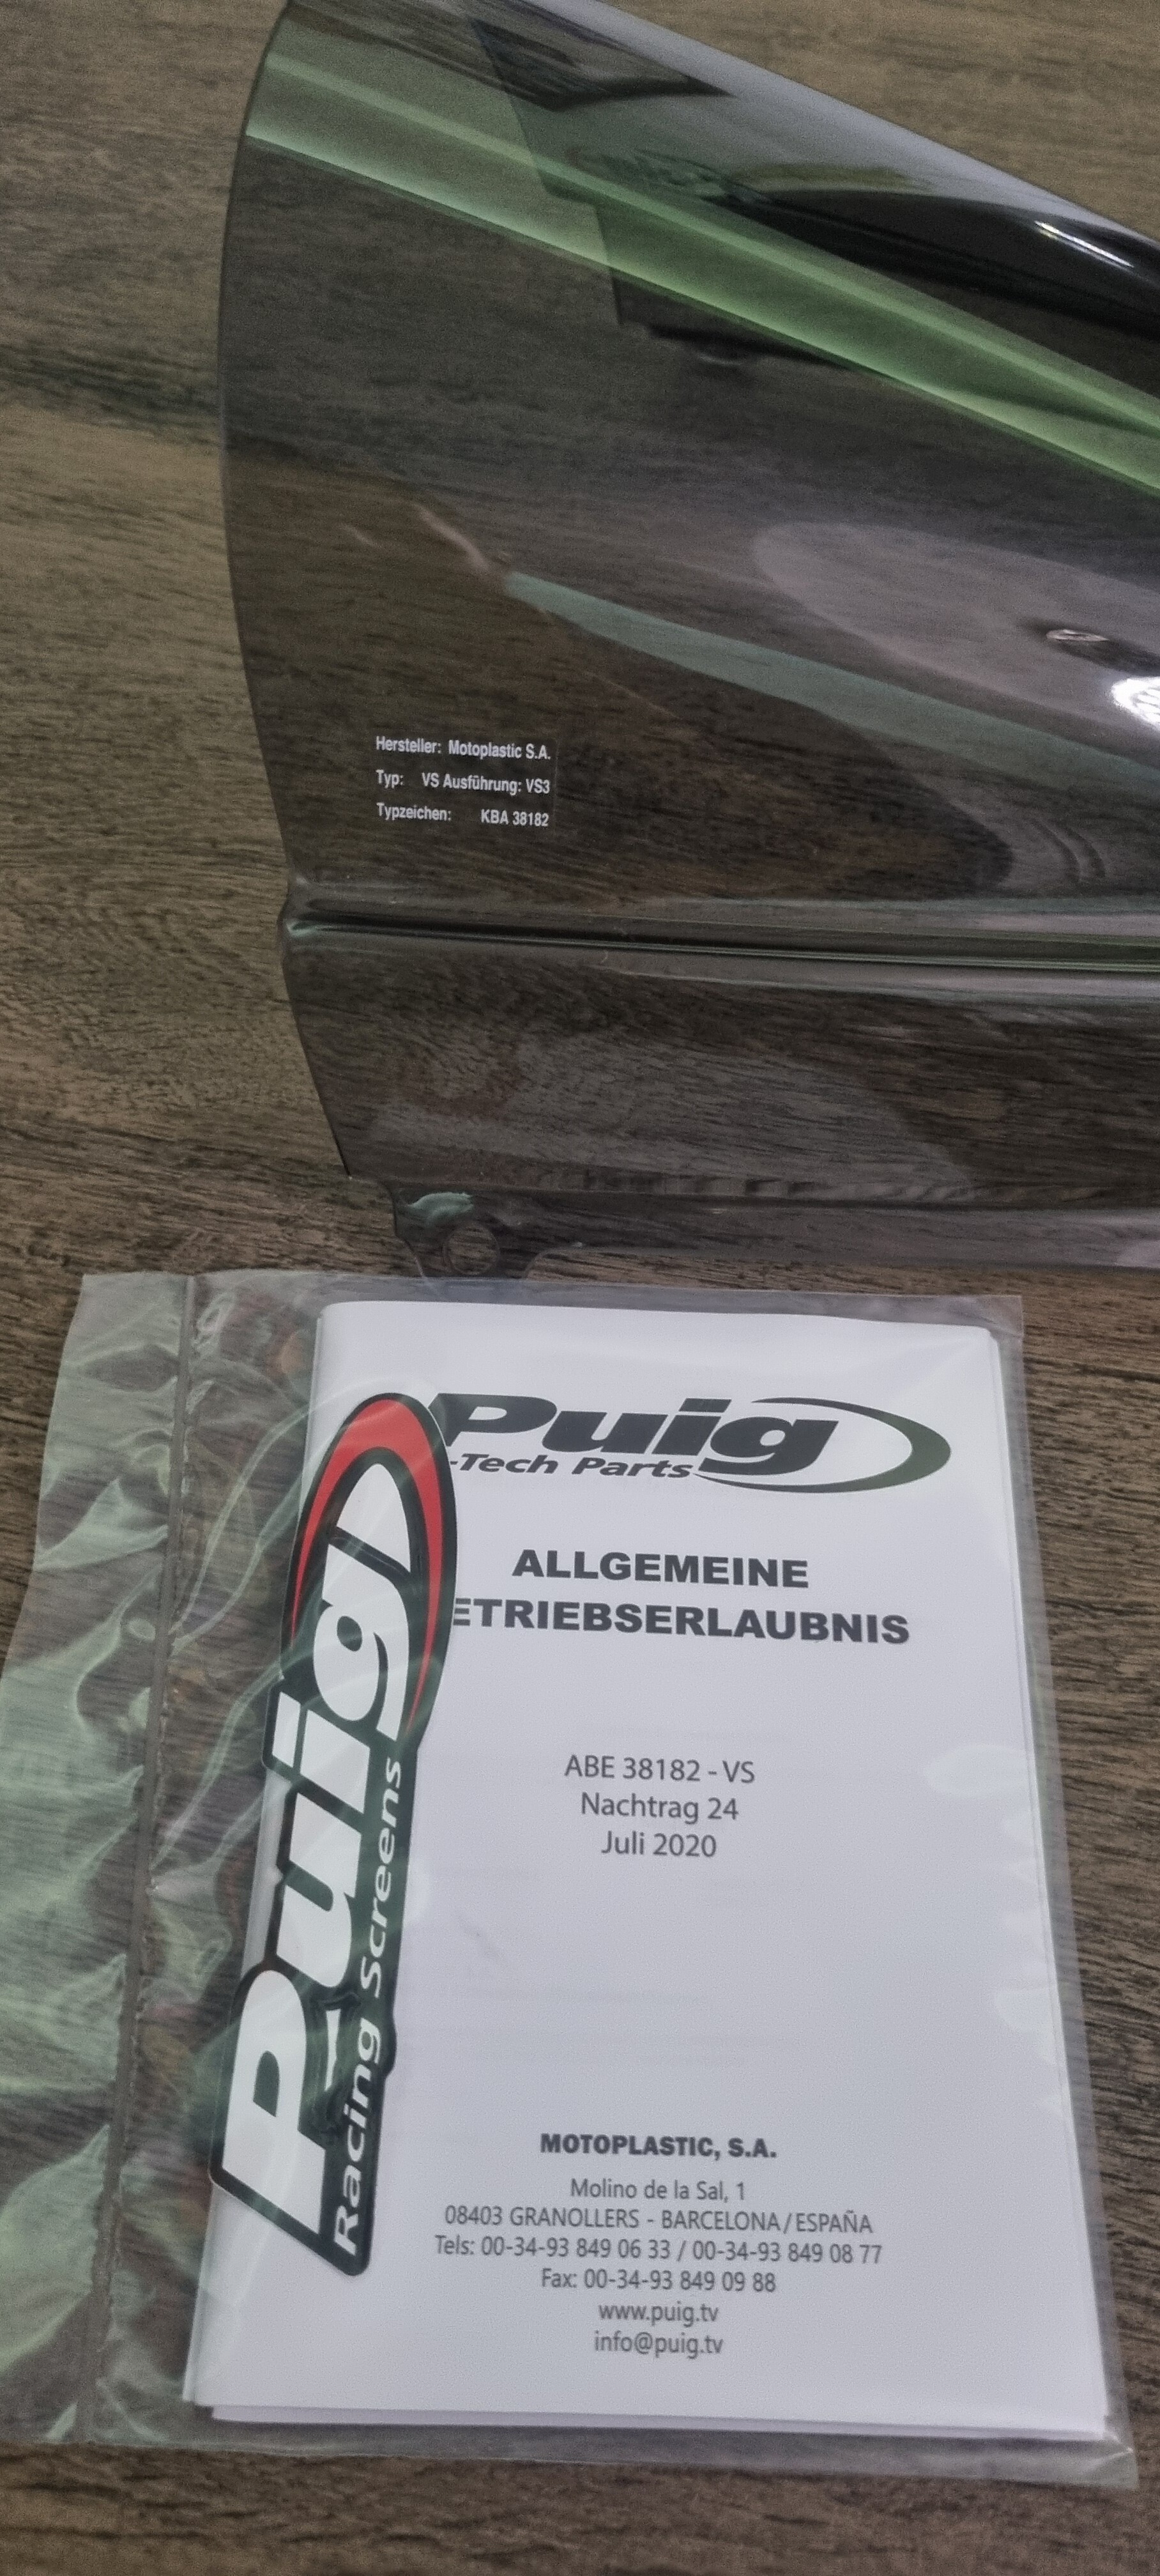 Hersteller: Motoplastic S.A.
Typ: VS Ausführung: VS3
Typzeichen: KBA 38182
Puig
-Tech Parts
ALLGEMEINE
ETRIEBSERLAUBNIS
ABE 38182 - VS
Nachtrag 24
Juli 2020
Puig
Racing Screens
MOTOPLASTIC, S.A.
Molino de la Sal, 1
08403 GRANOLLERS - BARCELONA/ESPAÑA
Tels: 00-34-93 849 06 33 / 00-34-93 849 08 77
Fax: 00-34-93 849 09 88
www.puig.tv
info@puig.tv